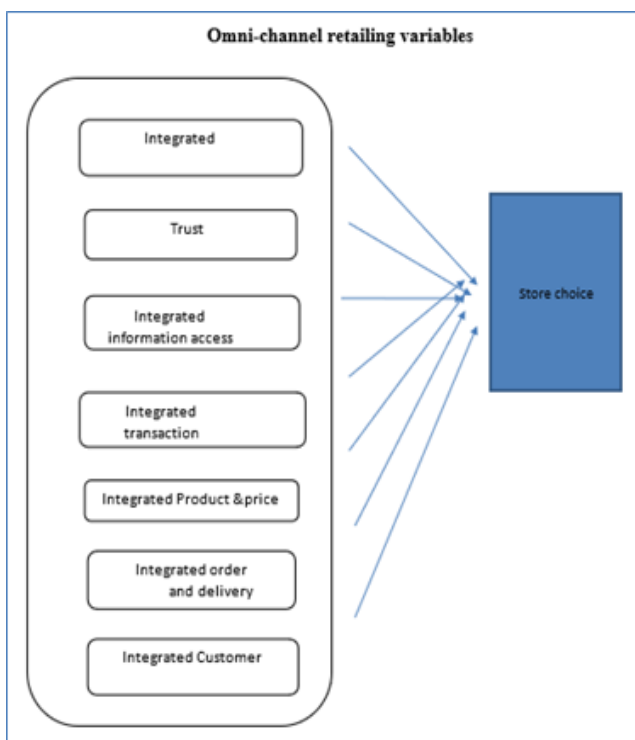 Omni-channel retailing variables
Integrated
Trust
Integrated
information access
Integrated
transaction
Integrated Product &price
Integrated order
and delivery
Integrated Customer
Store choice